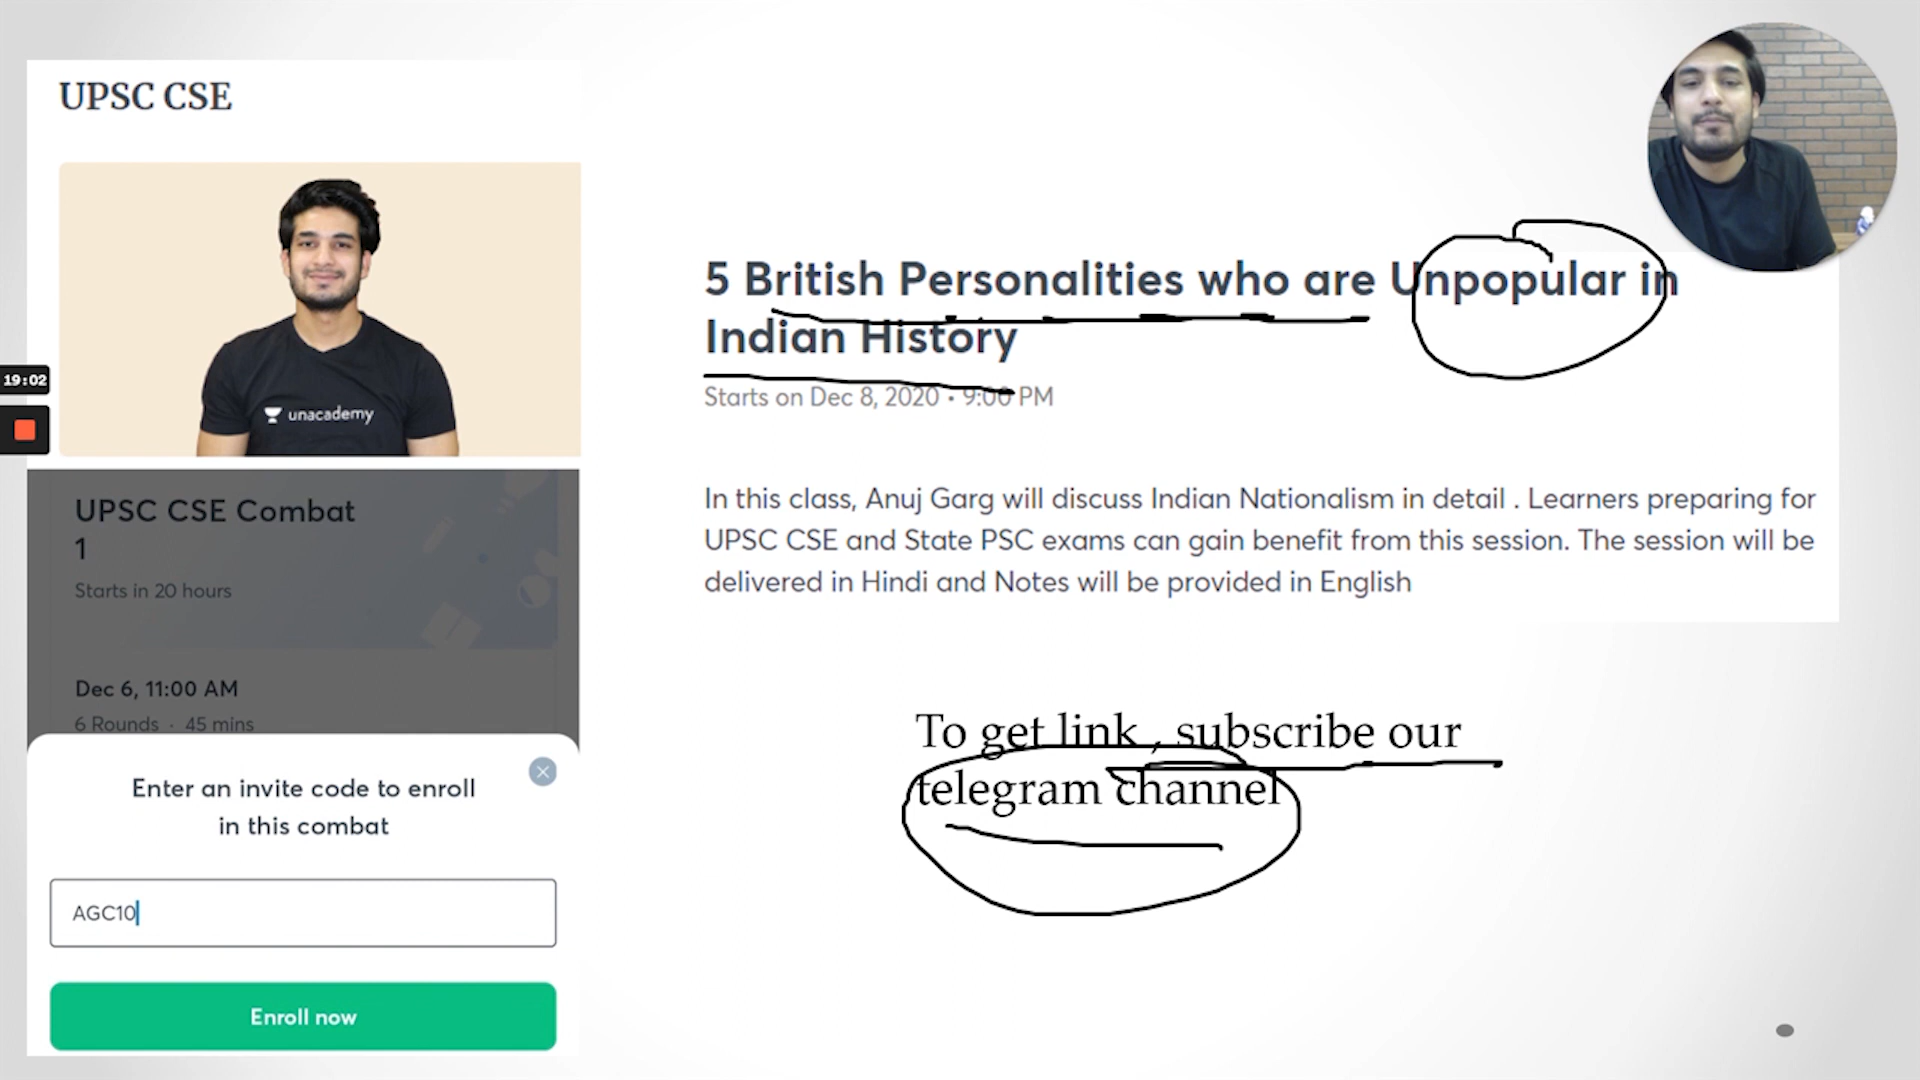 UPSC CSE
unacademy
19:02
UPSC CSE Combat
1
Starts in 20 hours
Dec 6, 11:00 AM
6 Rounds · 45 mins
Enter an invite code to enroll
in this combat
AGC10
Enroll now
5 British Personalities who are Unpopular in
Indian History
Starts on Dec 8, 2020 • 9:00 PM
In this class, Anuj Garg will discuss Indian Nationalism in detail . Learners preparing for
UPSC CSE and State PSC exams can gain benefit from this session. The session will be
delivered in Hindi and Notes will be provided in English
To get link , subscribe our
telegram channel